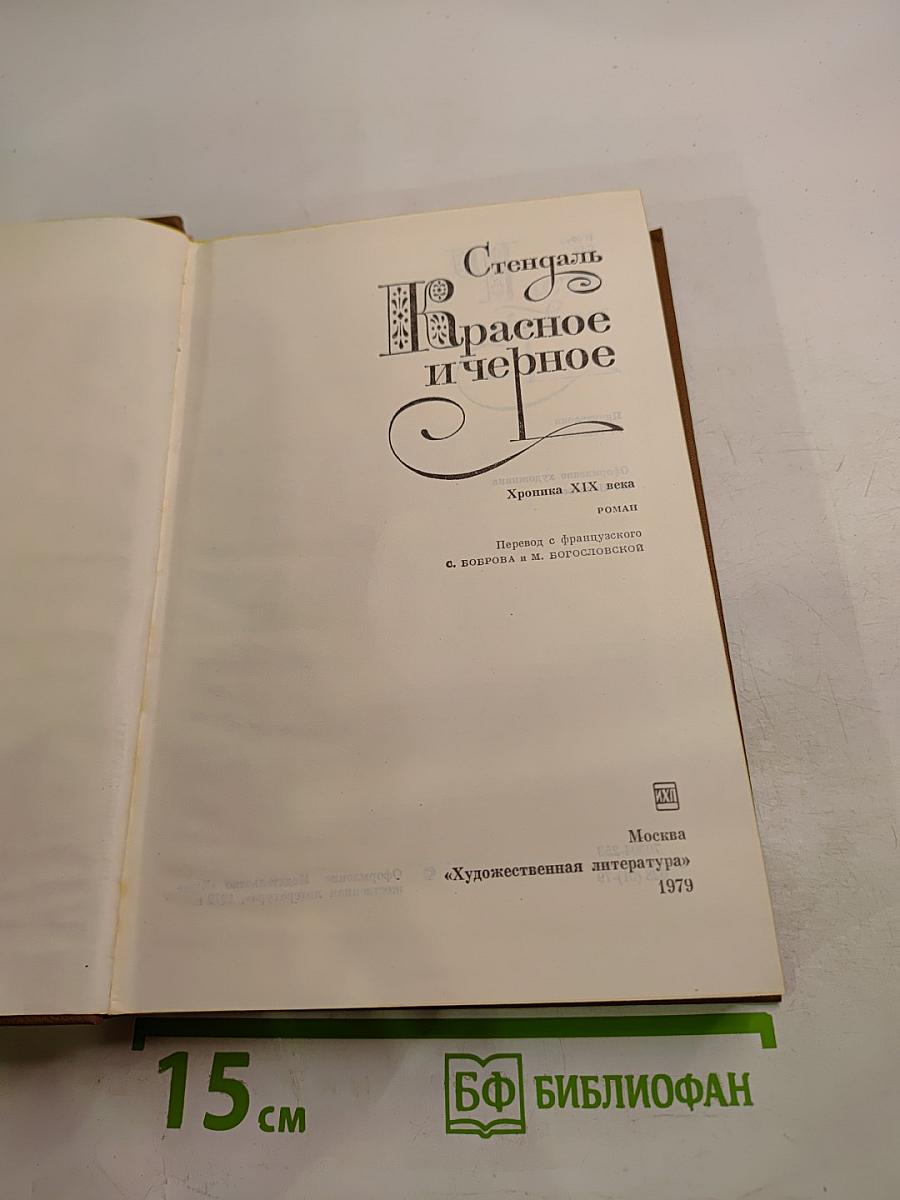 Стендаль
Красное
и черное
Хроника XIX века
РОМАН
Перевод с французского
С. БОБРОВА и М. БОГОСЛОВСКОЙ
ИХЛ
Москва
«Художественная литература»
1979
15 см
БФ БИБЛИОФАН